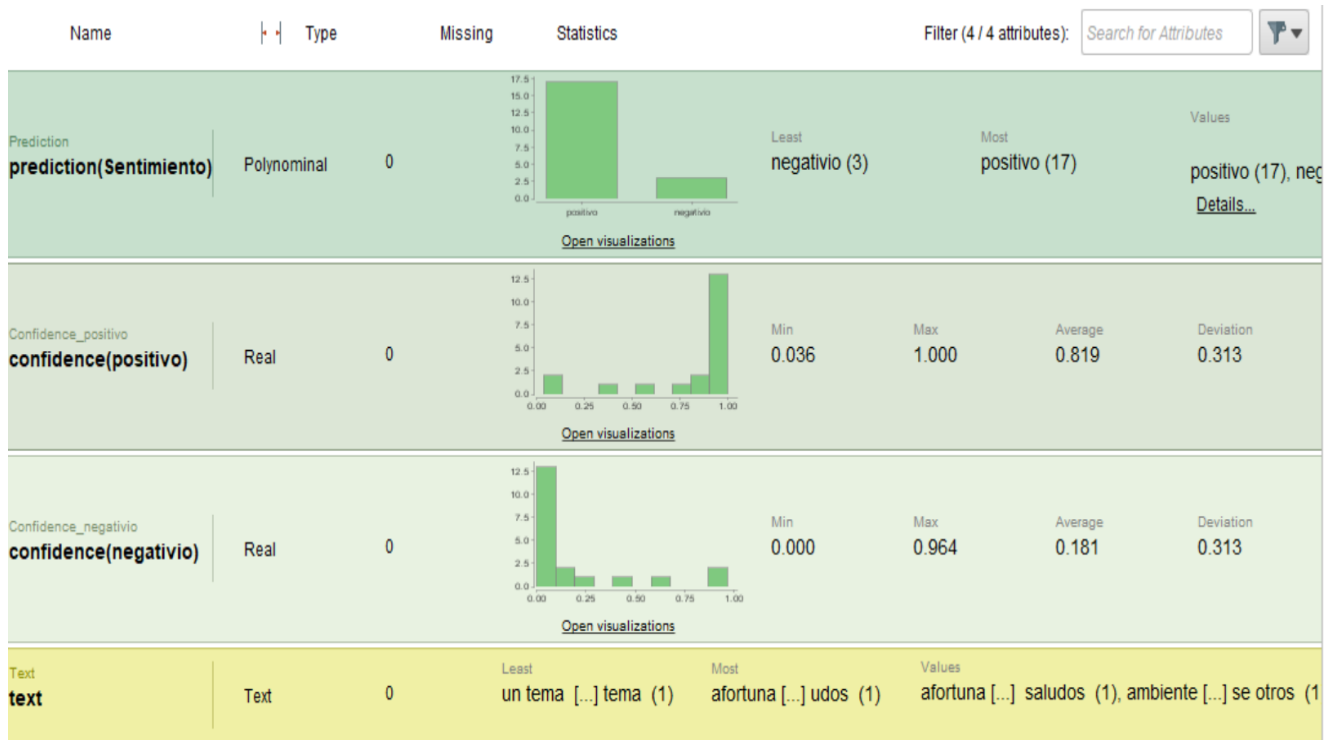 Name Type Missing Statistics Filter (4 / 4 attributes): Search for Attributes
Prediction
prediction(Sentimiento) Polynominal 0
17.5
15.0
12.5
10.0
7.5
5.0
2.5
0.0
positivo negativio
Open visualizations
Least
negativio (3)
Most
positivo (17)
Values
positivo (17), neg
Details...
Confidence_positivo
confidence(positivo) Real 0
12.5
10.0
7.5
5.0
2.5
0.0
0.00 0.25 0.50 0.75 1.00
Open visualizations
Min
0.036
Max
1.000
Average
0.819
Deviation
0.313
Confidence_negativio
confidence(negativio) Real 0
12.5
10.0
7.5
5.0
2.5
0.0
0.00 0.25 0.50 0.75 1.00
Open visualizations
Min
0.000
Max
0.964
Average
0.181
Deviation
0.313
Text
text Text 0
Least
un tema [...] tema (1)
Most
afortuna [...] udos (1)
Values
afortuna [...] saludos (1), ambiente [...] se otros (1